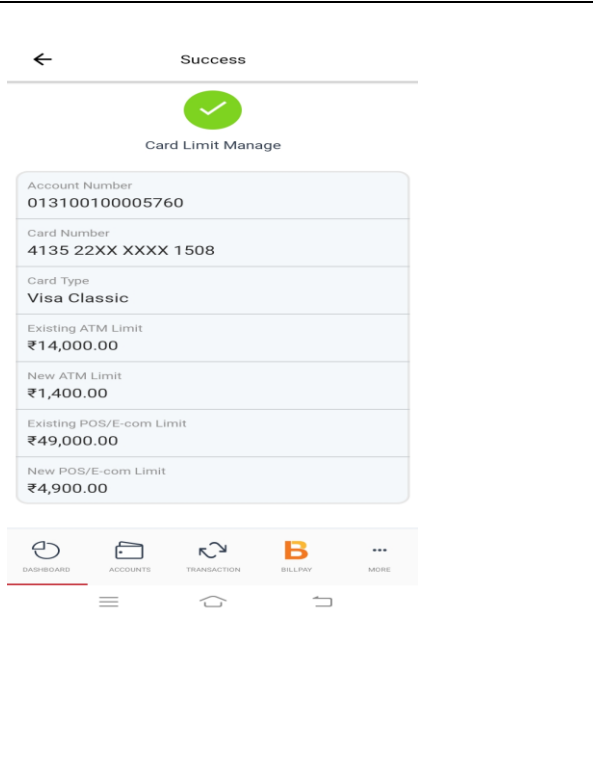 Success
Card Limit Manage
Account Number
013100100005760
Card Number
4135 22XX XXXX 1508
Card Type
Visa Classic
Existing ATM Limit
₹14,000.00
New ATM Limit
₹1,400.00
Existing POS/E-com Limit
₹49,000.00
New POS/E-com Limit
₹4,900.00
DASHBOARD ACCOUNTS TRANSACTION BILLPAY MORE